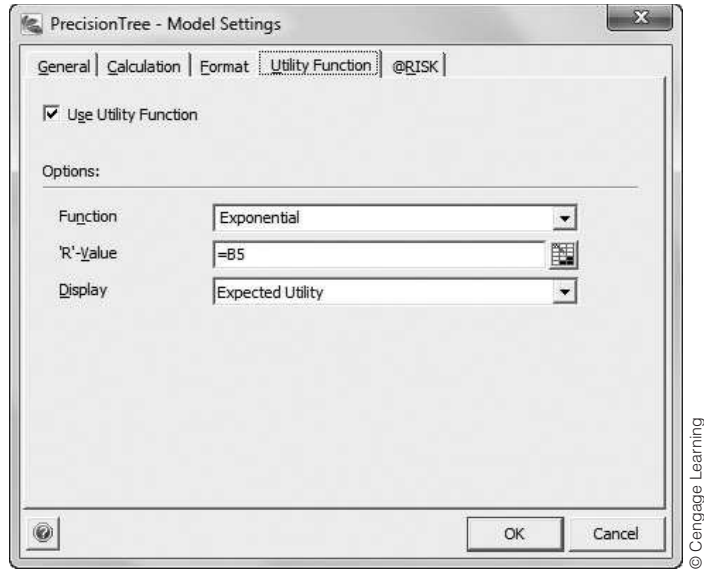 PrecisionTree - Model Settings
X
General Calculation Format Utility Function @RISK
Use Utility Function
Options:
Function Exponential
'R'-Value =B5
Display Expected Utility
OK Cancel
© Cengage Learning